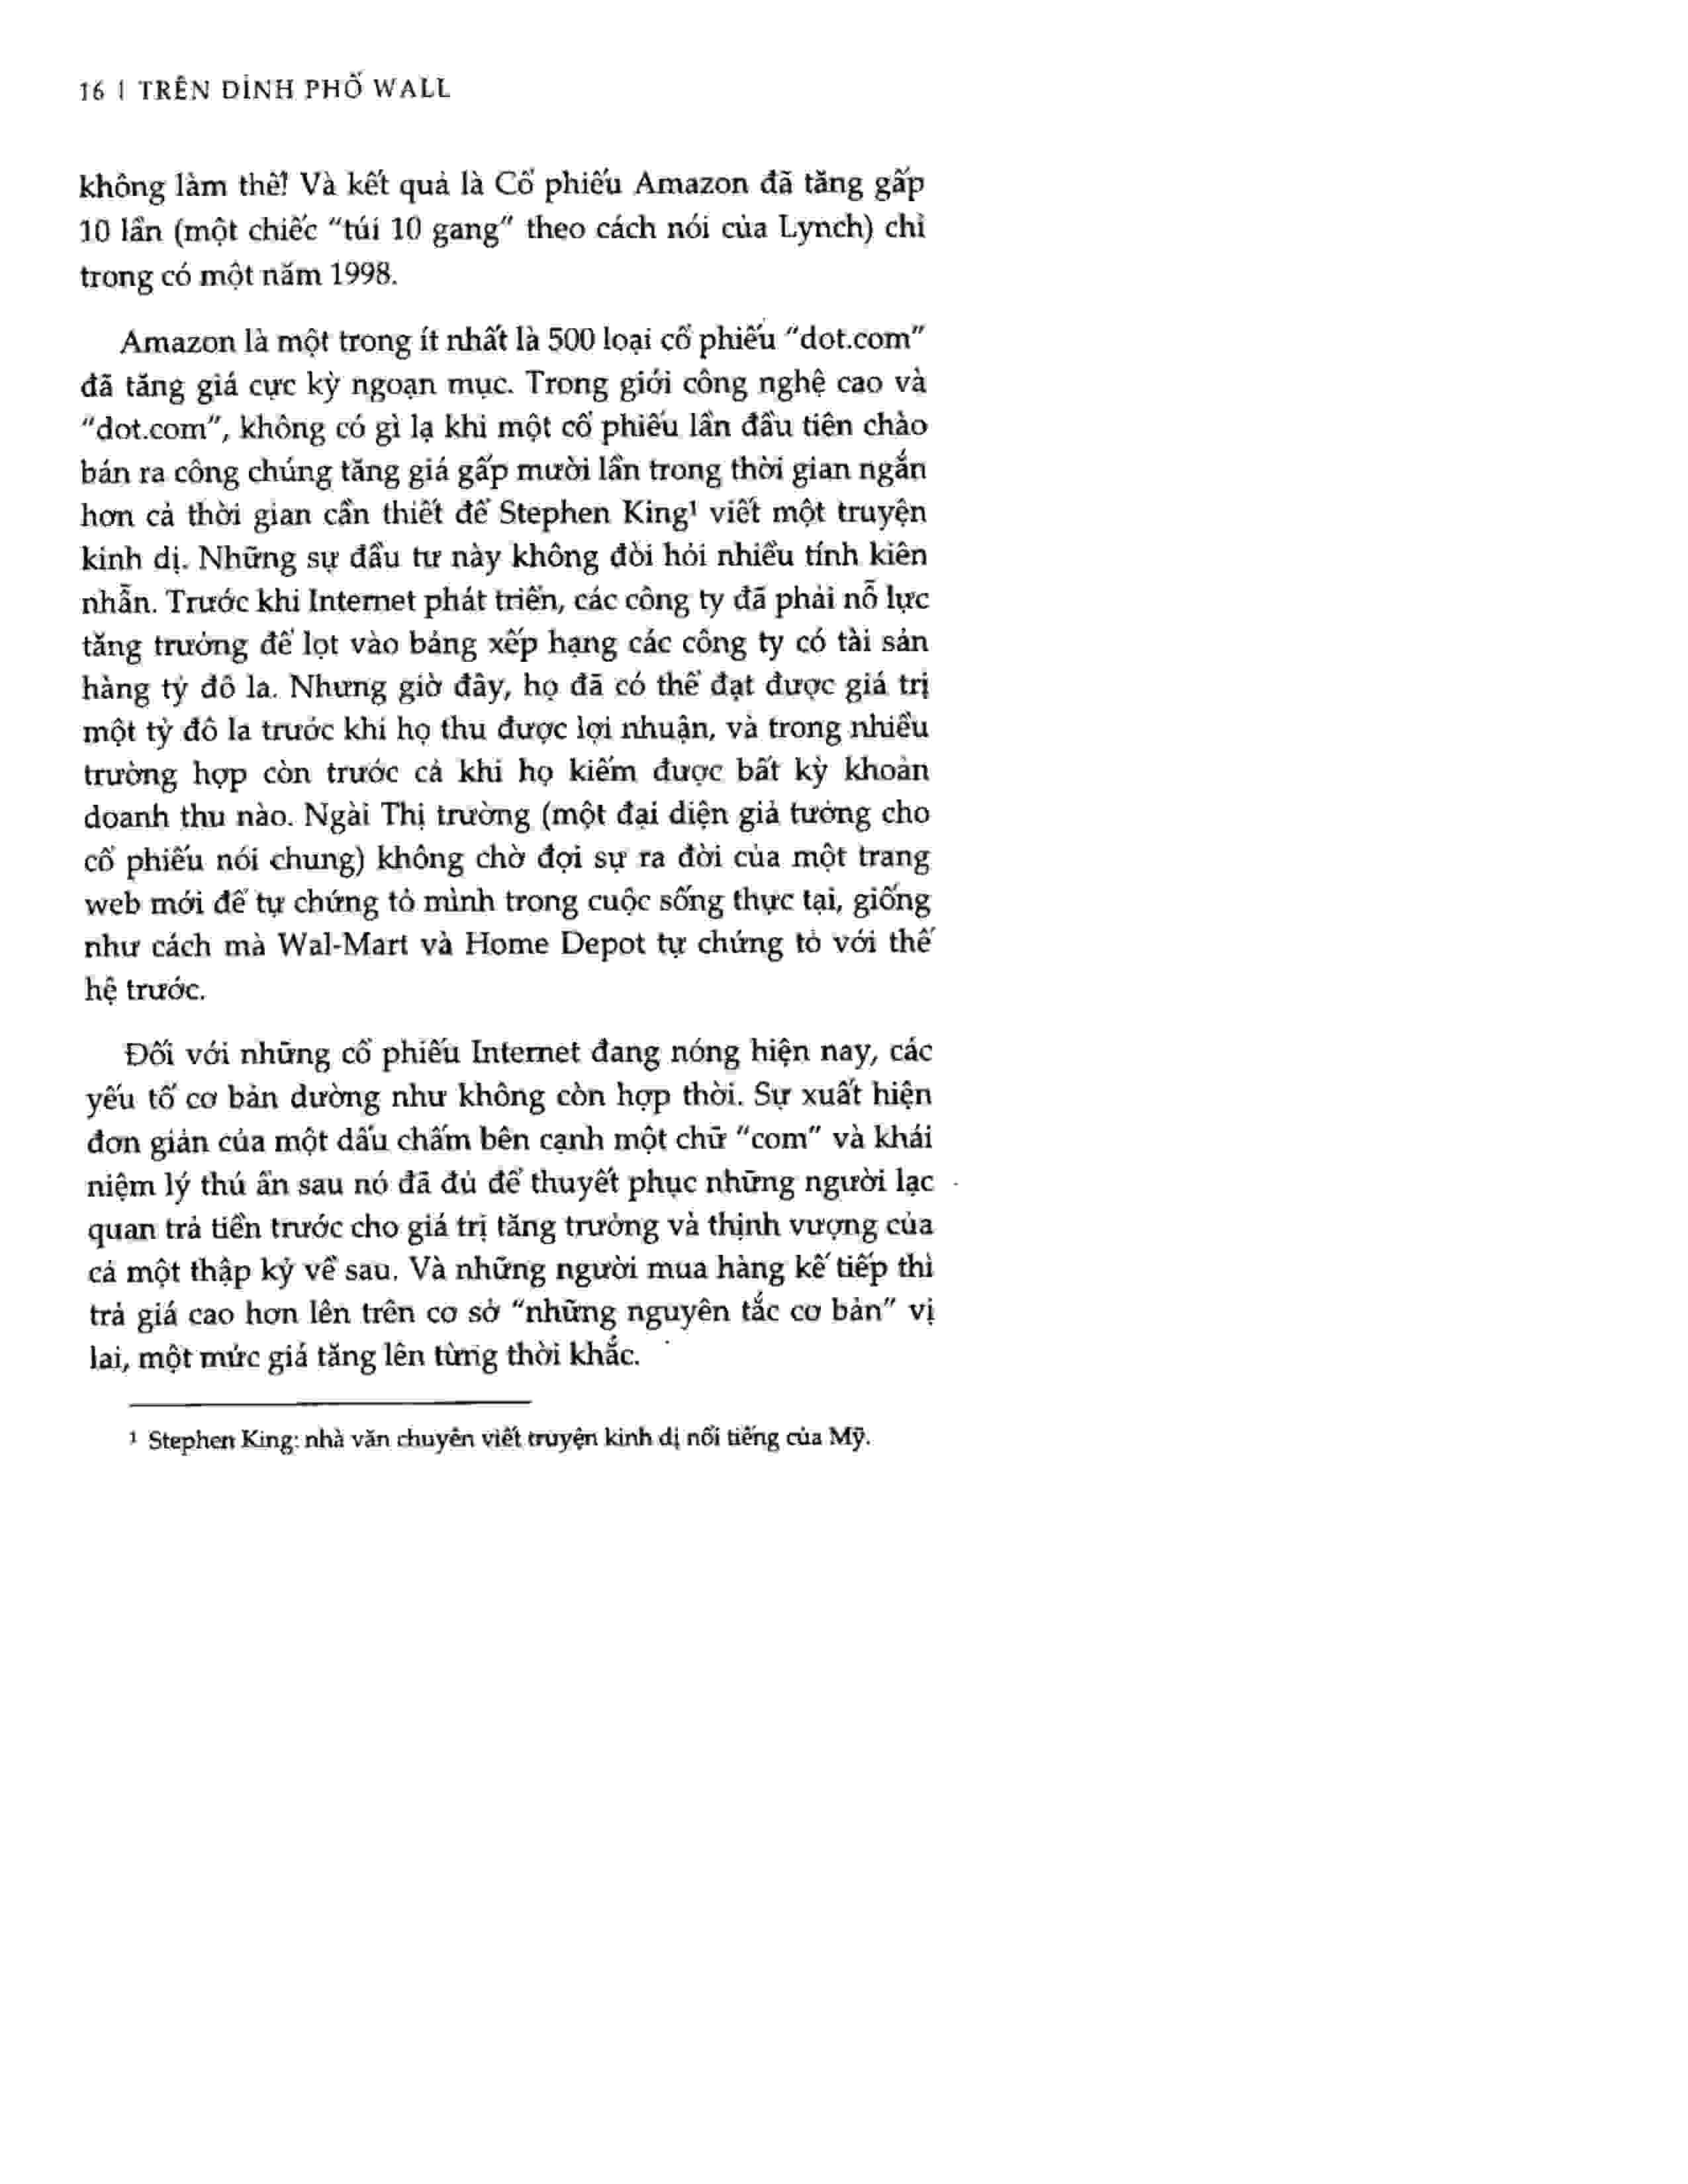 16 | TRÊN ĐỈNH PHỐ WALL
không làm thế! Và kết quả là Cổ phiếu Amazon đã tăng gấp
10 lần (một chiếc “túi 10 gang” theo cách nói của Lynch) chỉ
trong có một năm 1998.
Amazon là một trong ít nhất là 500 loại cổ phiếu “dot.com”
đã tăng giá cực kỳ ngoạn mục. Trong giới công nghệ cao và
“dot.com”, không có gì lạ khi một cổ phiếu lần đầu tiên chào
bán ra công chúng tăng giá gấp mười lần trong thời gian ngắn
hơn cả thời gian cần thiết để Stephen King¹ viết một truyện
kinh dị. Những sự đầu tư này không đòi hỏi nhiều tính kiên
nhẫn. Trước khi Internet phát triển, các công ty đã phải nỗ lực
tăng trưởng để lọt vào bảng xếp hạng các công ty có tài sản
hàng tỷ đô la. Nhưng giờ đây, họ đã có thể đạt được giá trị
một tỷ đô la trước khi họ thu được lợi nhuận, và trong nhiều
trường hợp còn trước cả khi họ kiếm được bất kỳ khoản
doanh thu nào. Ngài Thị trường (một đại diện giả tưởng cho
cổ phiếu nói chung) không chờ đợi sự ra đời của một trang
web mới để tự chứng tỏ mình trong cuộc sống thực tại, giống
như cách mà Wal-Mart và Home Depot tự chứng tỏ với thế
hệ trước.
Đối với những cổ phiếu Internet đang nóng hiện nay, các
yếu tố cơ bản dường như không còn hợp thời. Sự xuất hiện
đơn giản của một dấu chấm bên cạnh một chữ “com” và khái
niệm lý thú ẩn sau nó đã đủ để thuyết phục những người lạc
quan trả tiền trước cho giá trị tăng trưởng và thịnh vượng của
cả một thập kỷ về sau. Và những người mua hàng kế tiếp thì
trả giá cao hơn lên trên cơ sở “những nguyên tắc cơ bản” vị
lai, một mức giá tăng lên từng thời khắc.
¹ Stephen King: nhà văn chuyên viết truyện kinh dị nổi tiếng của Mỹ.